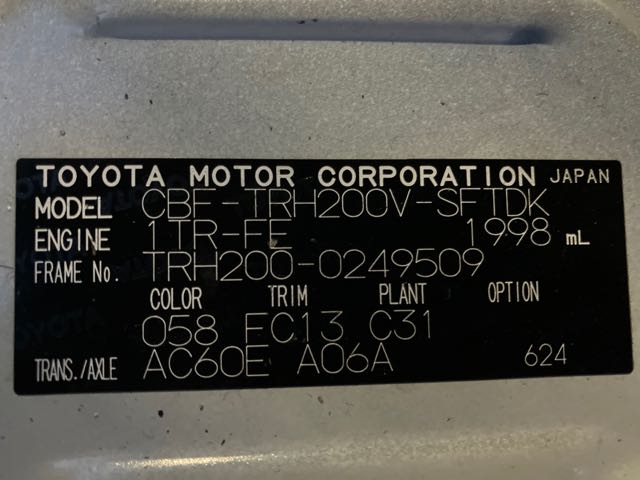 TOYOTA MOTOR CORPORATION JAPAN
MODEL CBF-TRH200V-SFTDK
ENGINE 1TR-FE 1998 mL
FRAME No. TRH200-0249509
COLOR TRIM PLANT OPTION
058 FC13 C31
TRANS./AXLE AC60E A06A 624